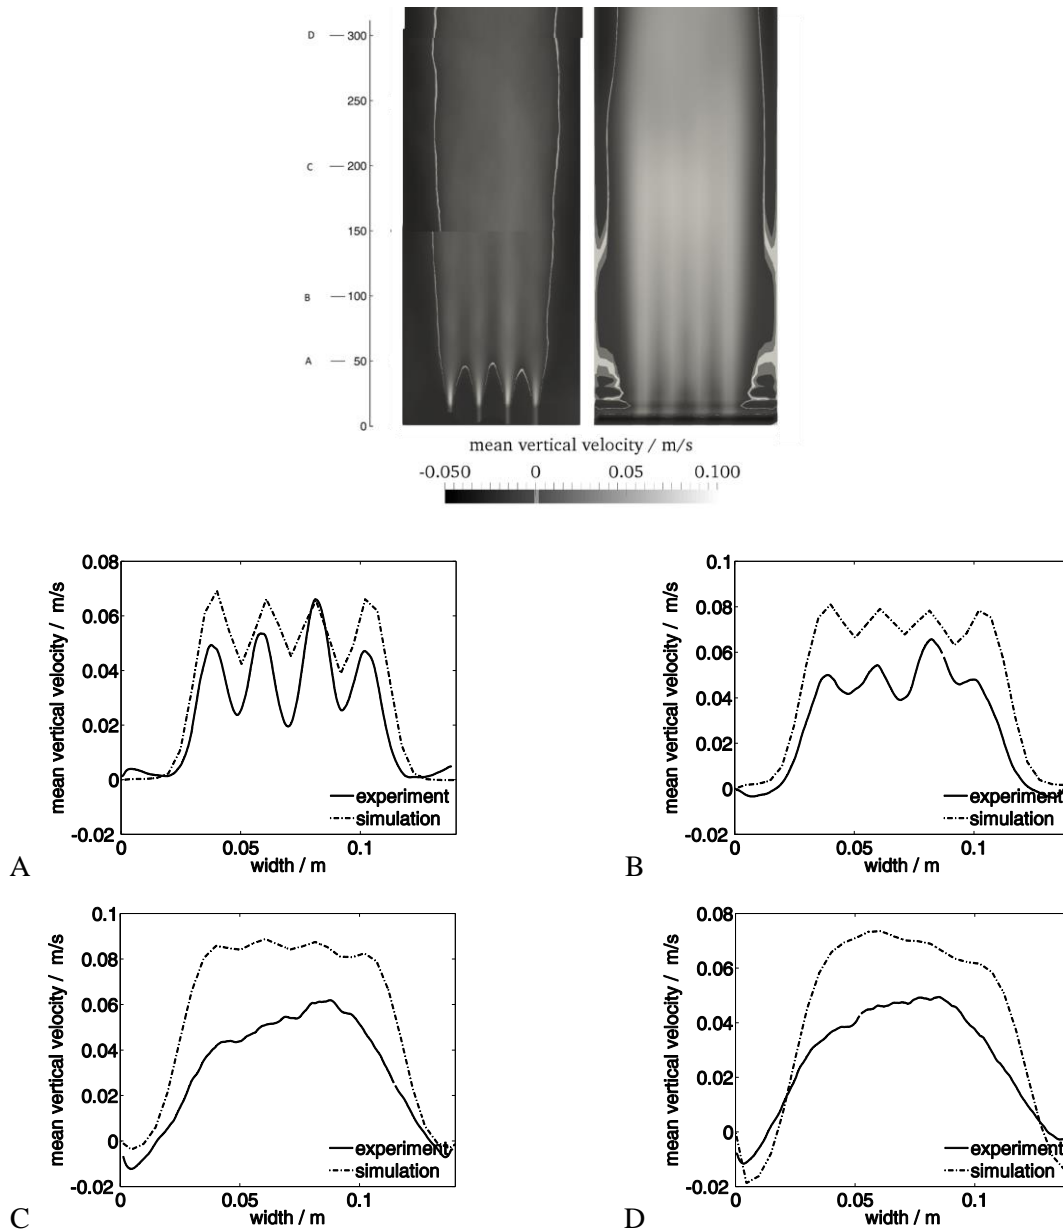 D 300
250
C 200
150
B 100
A 50
0
mean vertical velocity / m/s
-0.050 0 0.05 0.100
0.08
0.06
0.04
0.02
0
-0.02
mean vertical velocity / m/s
experiment
simulation
0 0.05 0.1
width / m
A
0.1
0.08
0.06
0.04
0.02
0
-0.02
mean vertical velocity / m/s
experiment
simulation
0 0.05 0.1
width / m
B
0.1
0.08
0.06
0.04
0.02
0
-0.02
mean vertical velocity / m/s
experiment
simulation
0 0.05 0.1
width / m
C
0.08
0.06
0.04
0.02
0
-0.02
mean vertical velocity / m/s
experiment
simulation
0 0.05 0.1
width / m
D